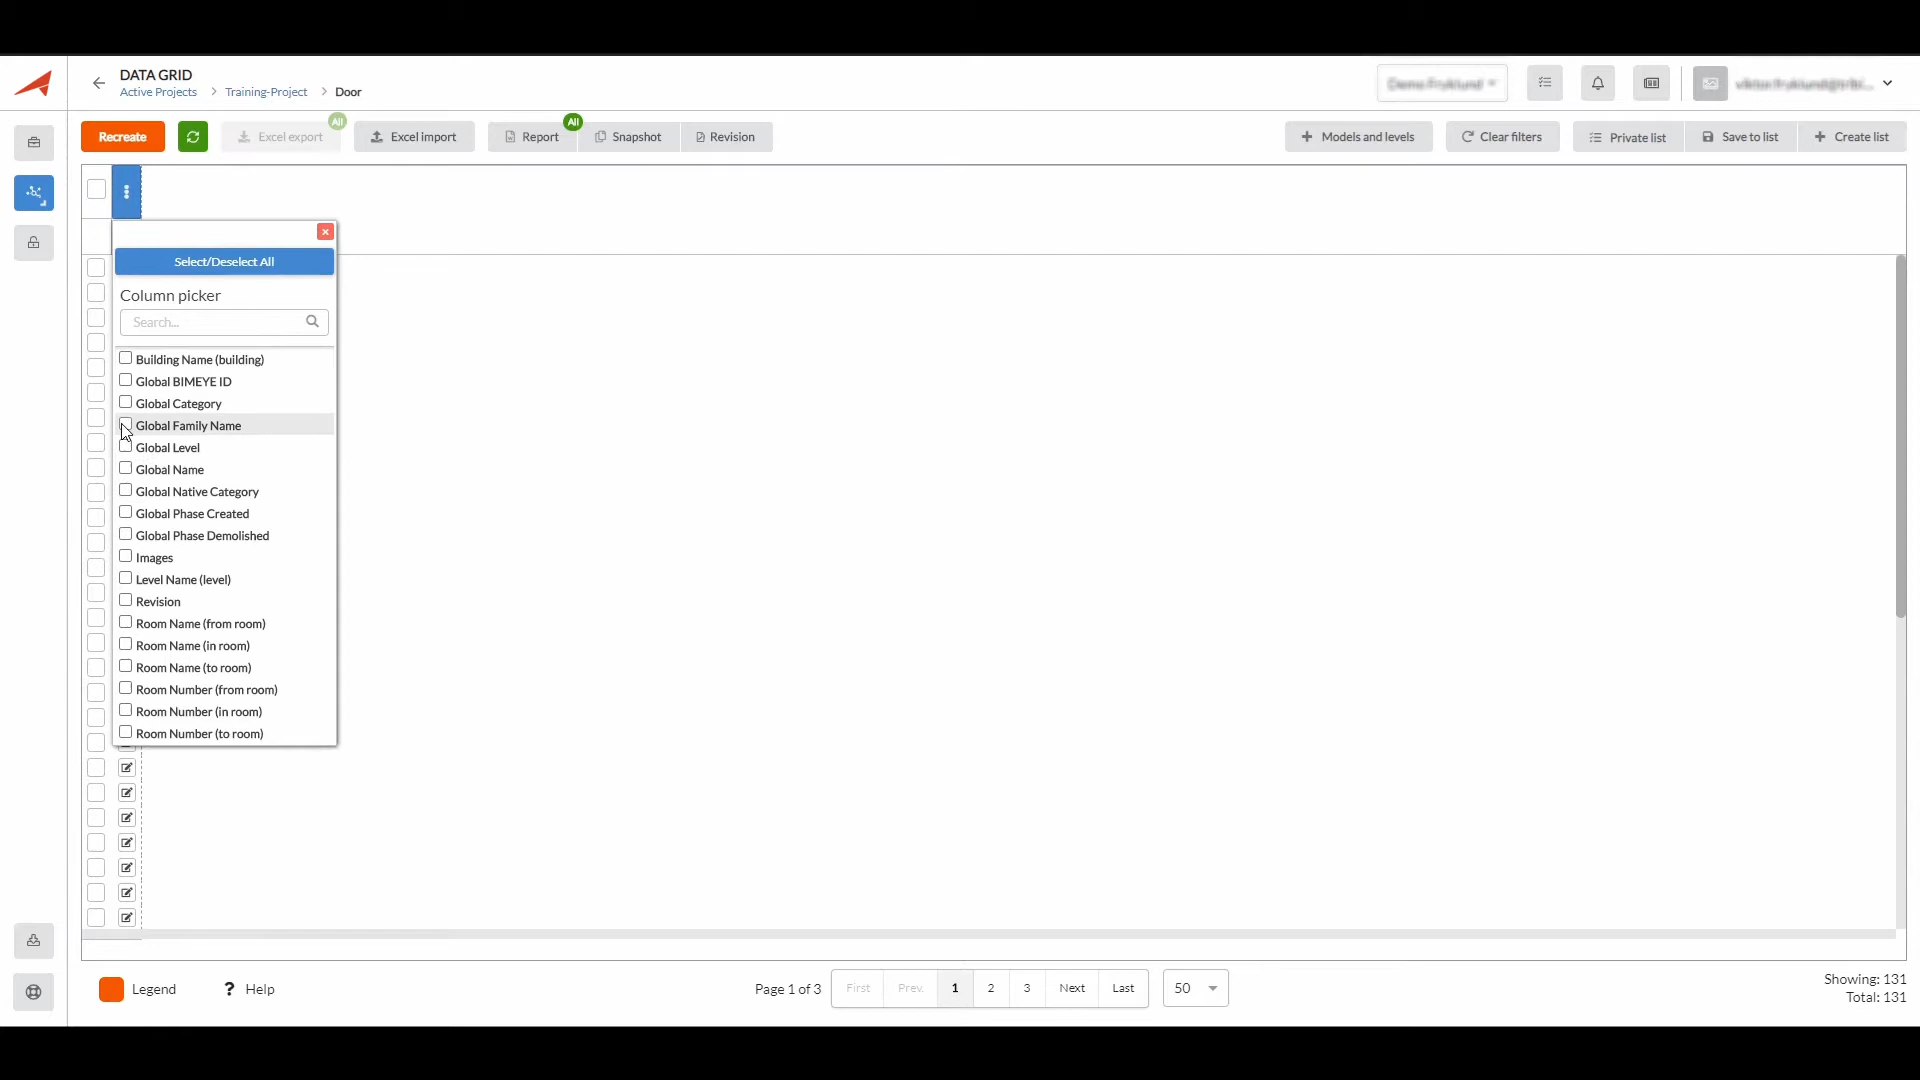 DATA GRID
Active Projects > Training-Project > Door
Recreate
Excel export
All
Excel import
Report
All
Snapshot
Revision
+ Models and levels
Clear filters
Private list
Save to list
+ Create list
×
Select/Deselect All
Column picker
Search...
Building Name (building)
Global BIMEYE ID
Global Category
Global Family Name
Global Level
Global Name
Global Native Category
Global Phase Created
Global Phase Demolished
Images
Level Name (level)
Revision
Room Name (from room)
Room Name (in room)
Room Name (to room)
Room Number (from room)
Room Number (in room)
Room Number (to room)
Legend
? Help
Page 1 of 3
First
Prev.
1
2
3
Next
Last
50
Showing: 131
Total: 131